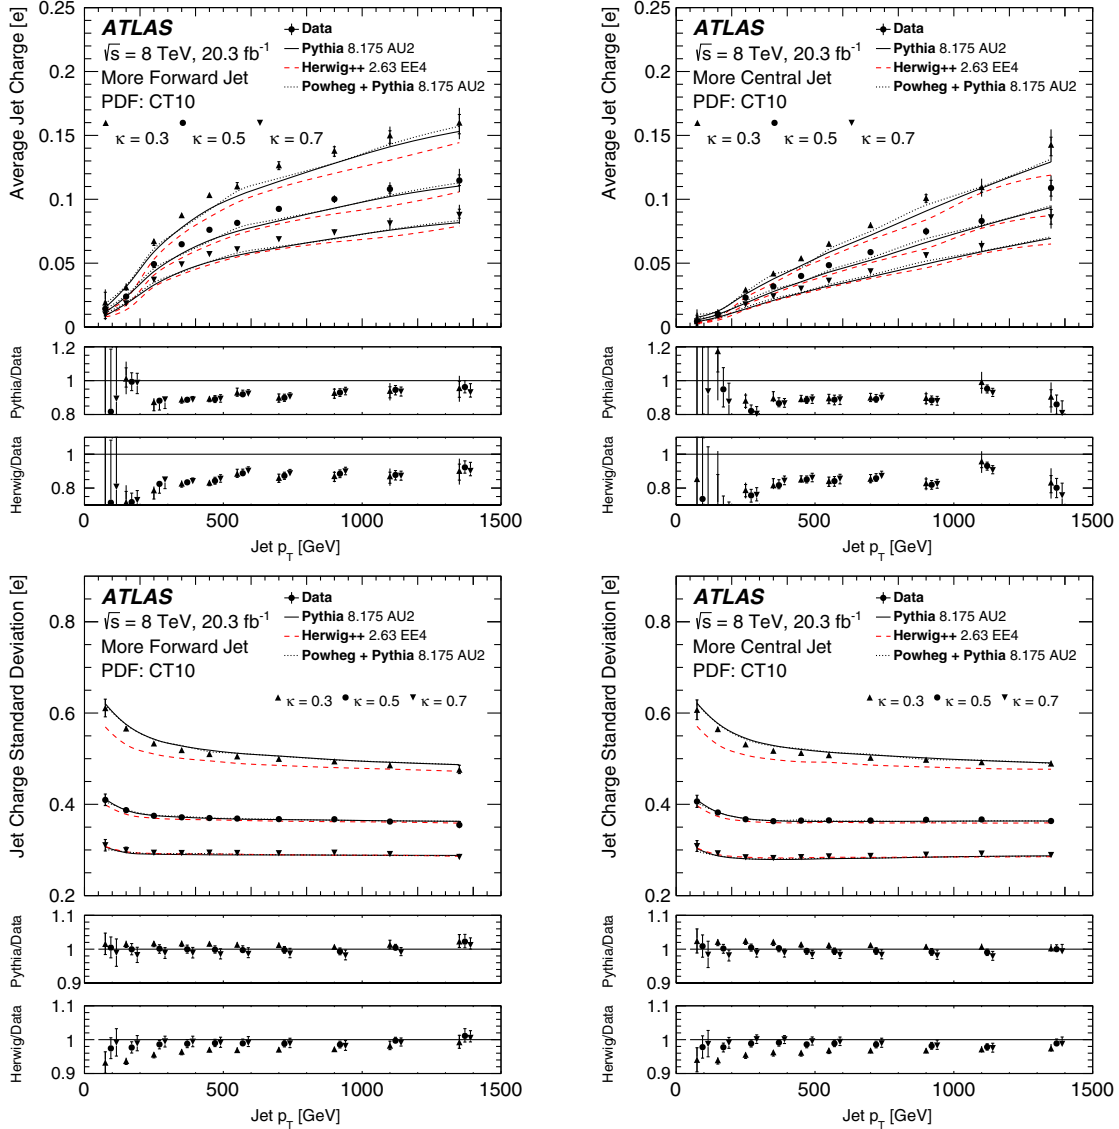 Average Jet Charge [e]
0.25
0.2
0.15
0.1
0.05
0
ATLAS
√s = 8 TeV, 20.3 fb⁻¹
More Forward Jet
PDF: CT10
Data
Pythia 8.175 AU2
Herwig++ 2.63 EE4
Powheg + Pythia 8.175 AU2
κ = 0.3 κ = 0.5 κ = 0.7
Pythia/Data
1.2
1
0.8
Herwig/Data
1
0.8
0 500 1000 1500
Jet p_T [GeV]
Average Jet Charge [e]
0.25
0.2
0.15
0.1
0.05
0
ATLAS
√s = 8 TeV, 20.3 fb⁻¹
More Central Jet
PDF: CT10
Data
Pythia 8.175 AU2
Herwig++ 2.63 EE4
Powheg + Pythia 8.175 AU2
κ = 0.3 κ = 0.5 κ = 0.7
Pythia/Data
1.2
1
0.8
Herwig/Data
1
0.8
0 500 1000 1500
Jet p_T [GeV]
Jet Charge Standard Deviation [e]
0.8
0.6
0.4
0.2
ATLAS
√s = 8 TeV, 20.3 fb⁻¹
More Forward Jet
PDF: CT10
Data
Pythia 8.175 AU2
Herwig++ 2.63 EE4
Powheg + Pythia 8.175 AU2
κ = 0.3 κ = 0.5 κ = 0.7
Pythia/Data
1.1
1
0.9
Herwig/Data
1.1
1
0.9
0 500 1000 1500
Jet p_T [GeV]
Jet Charge Standard Deviation [e]
0.8
0.6
0.4
0.2
ATLAS
√s = 8 TeV, 20.3 fb⁻¹
More Central Jet
PDF: CT10
Data
Pythia 8.175 AU2
Herwig++ 2.63 EE4
Powheg + Pythia 8.175 AU2
κ = 0.3 κ = 0.5 κ = 0.7
Pythia/Data
1.1
1
0.9
Herwig/Data
1.1
1
0.9
0 500 1000 1500
Jet p_T [GeV]